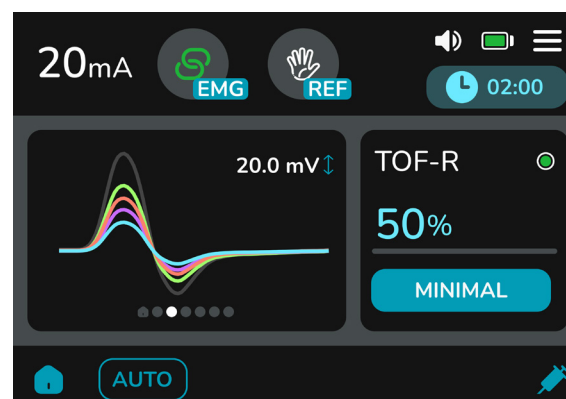 20mA
EMG
REF
02:00
20.0 mV
TOF-R
50%
MINIMAL
AUTO